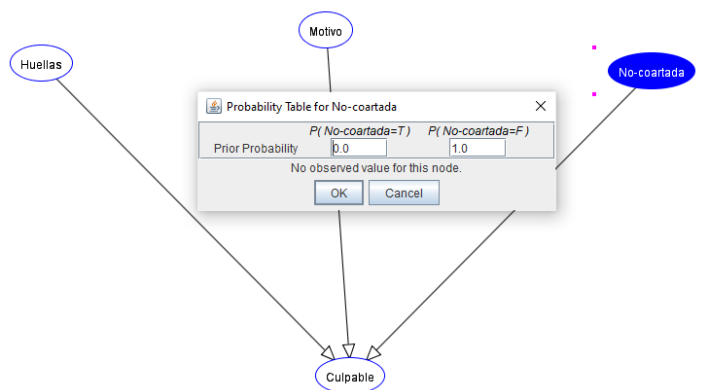 Motivo
Huellas
No-coartada
Probability Table for No-coartada
P( No-coartada=T ) P( No-coartada=F )
Prior Probability 0.0 1.0
No observed value for this node.
OK Cancel
Culpable